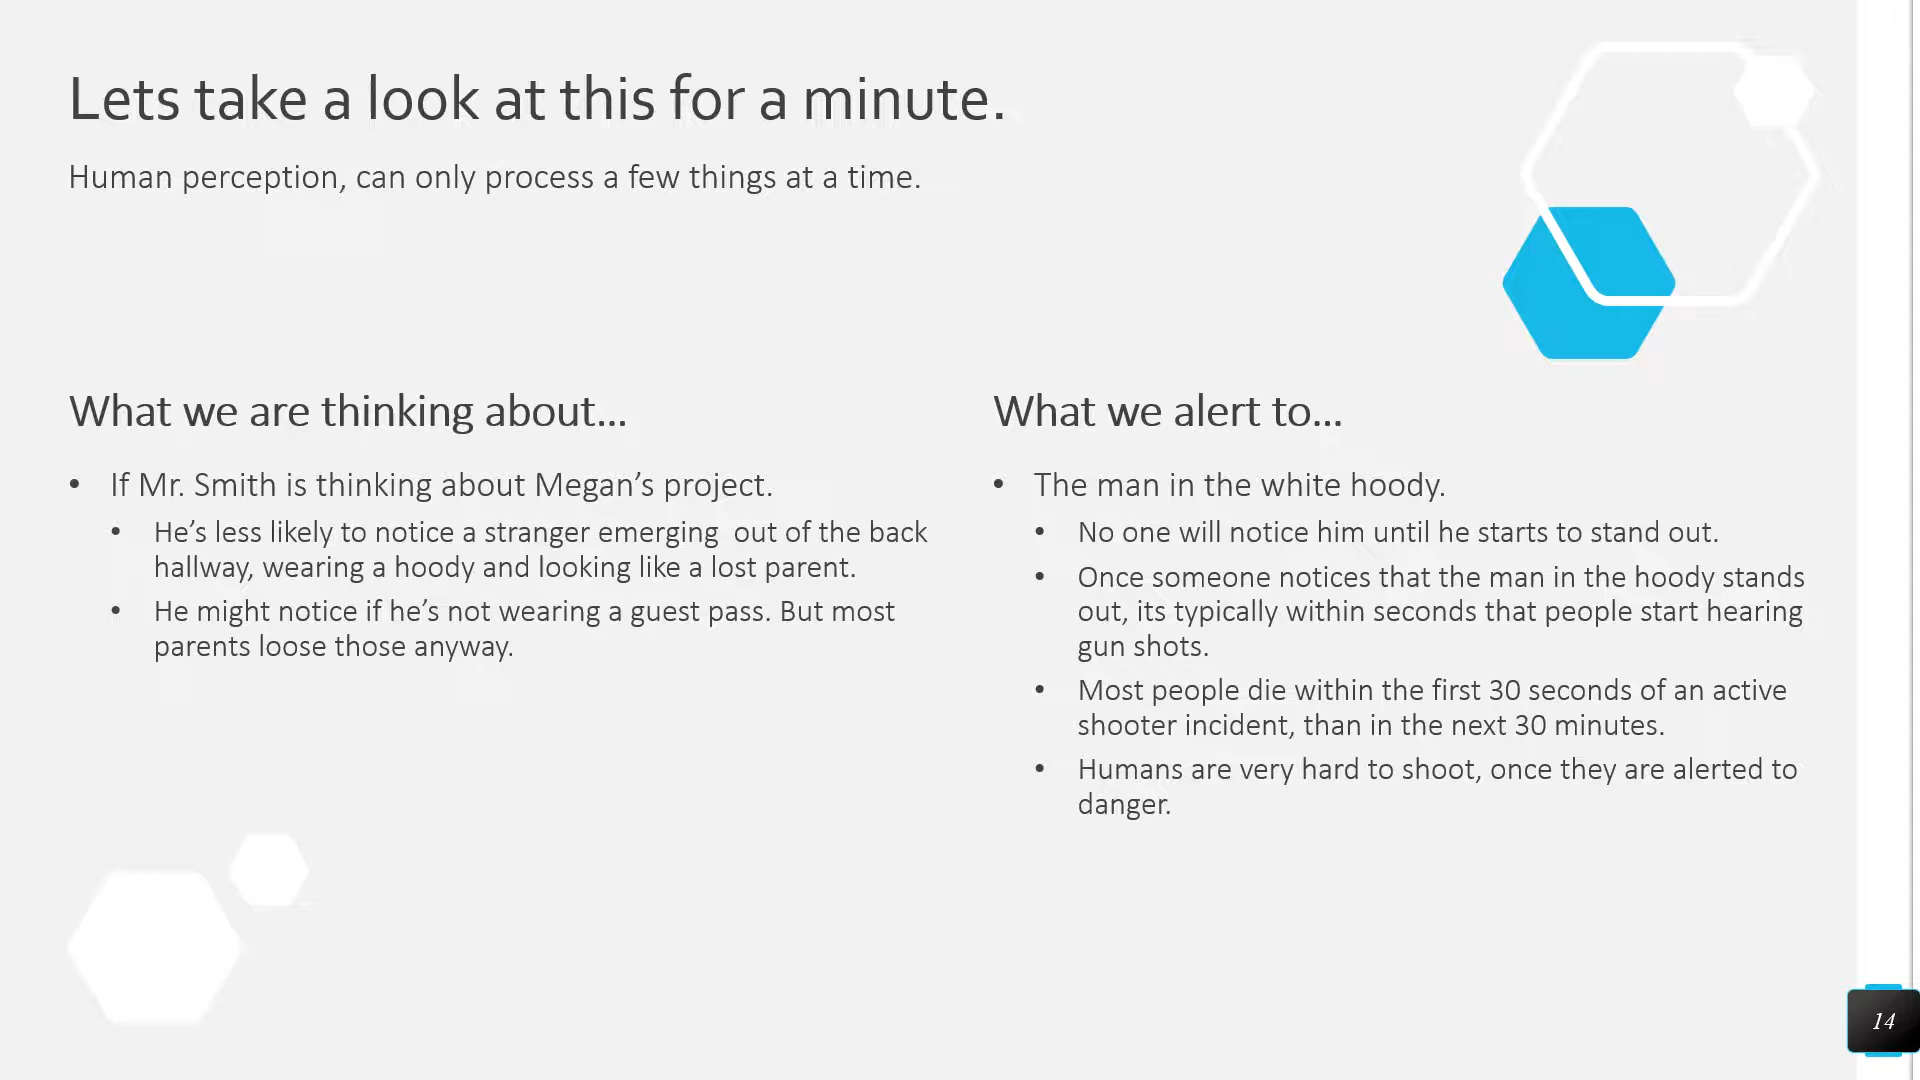 Lets take a look at this for a minute.
Human perception, can only process a few things at a time.
What we are thinking about...
• If Mr. Smith is thinking about Megan’s project.
• He’s less likely to notice a stranger emerging  out of the back
hallway, wearing a hoody and looking like a lost parent.
• He might notice if he’s not wearing a guest pass. But most
parents loose those anyway.
What we alert to...
• The man in the white hoody.
• No one will notice him until he starts to stand out.
• Once someone notices that the man in the hoody stands
out, its typically within seconds that people start hearing
gun shots.
• Most people die within the first 30 seconds of an active
shooter incident, than in the next 30 minutes.
• Humans are very hard to shoot, once they are alerted to
danger.
14